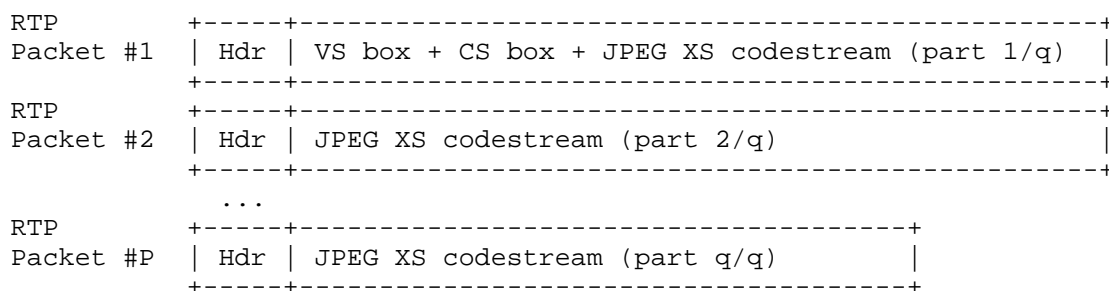 RTP         +-----+--------------------------------------------------+
Packet #1   | Hdr | VS box + CS box + JPEG XS codestream (part 1/q)  |
            +-----+--------------------------------------------------+
RTP         +-----+--------------------------------------------------+
Packet #2   | Hdr | JPEG XS codestream (part 2/q)                    |
            +-----+--------------------------------------------------+
              ...
RTP         +-----+--------------------------------------+
Packet #P   | Hdr | JPEG XS codestream (part q/q)        |
            +-----+--------------------------------------+